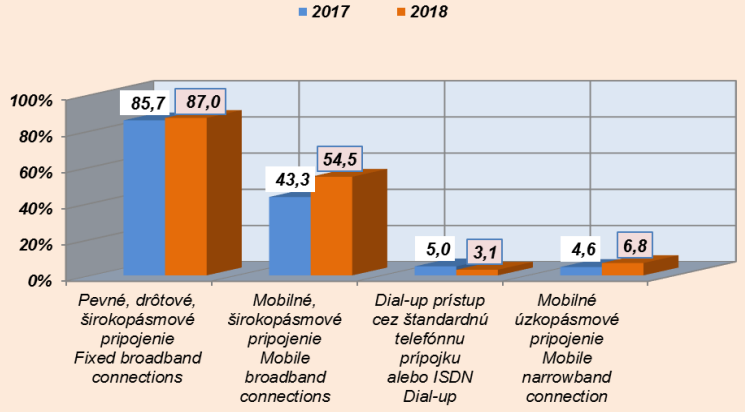 2017 2018
100%
80%
60%
40%
20%
0%
85,7 87,0
43,3 54,5
5,0 3,1
4,6 6,8
Pevné, drôtové,
širokopásmové
pripojenie
Fixed broadband
connections
Mobilné,
širokopásmové
pripojenie
Mobile
broadband
connections
Dial-up prístup
cez štandardnú
telefónnu
prípojku
alebo ISDN
Dial-up
Mobilné
úzkopásmové
pripojenie
Mobile
narrowband
connection